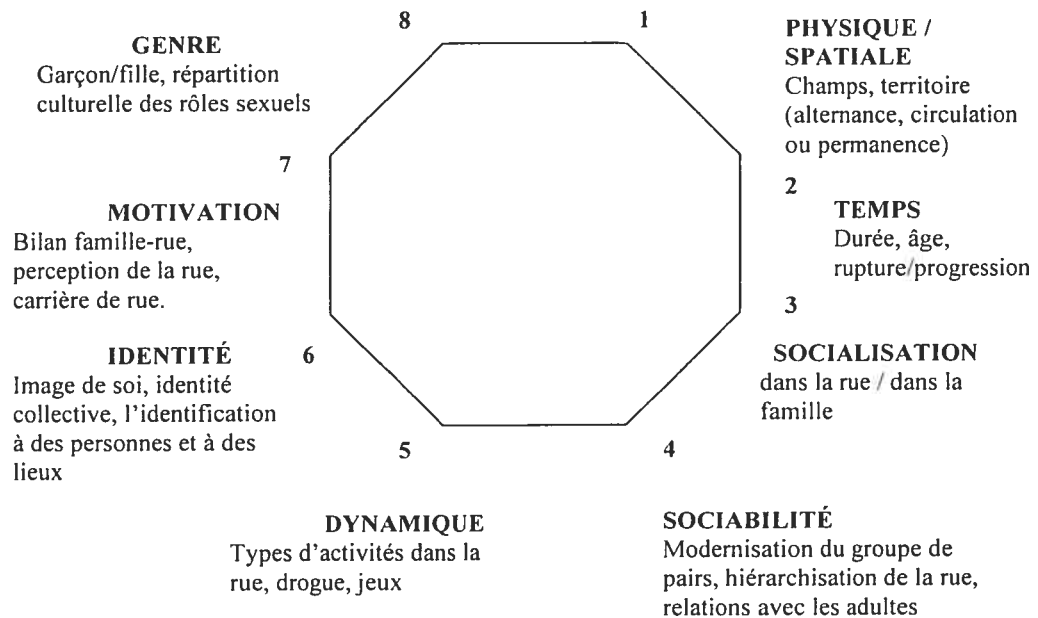 8
1
GENRE
Garçon/fille, répartition
culturelle des rôles sexuels
PHYSIQUE /
SPATIALE
Champs, territoire
(alternance, circulation
ou permanence)
7
2
MOTIVATION
Bilan famille-rue,
perception de la rue,
carrière de rue.
TEMPS
Durée, âge,
rupture/progression
3
IDENTITÉ
6
Image de soi, identité
collective, l'identification
à des personnes et à des
lieux
SOCIALISATION
dans la rue / dans la
famille
5
4
DYNAMIQUE
Types d'activités dans la
rue, drogue, jeux
SOCIABILITÉ
Modernisation du groupe de
pairs, hiérarchisation de la rue,
relations avec les adultes